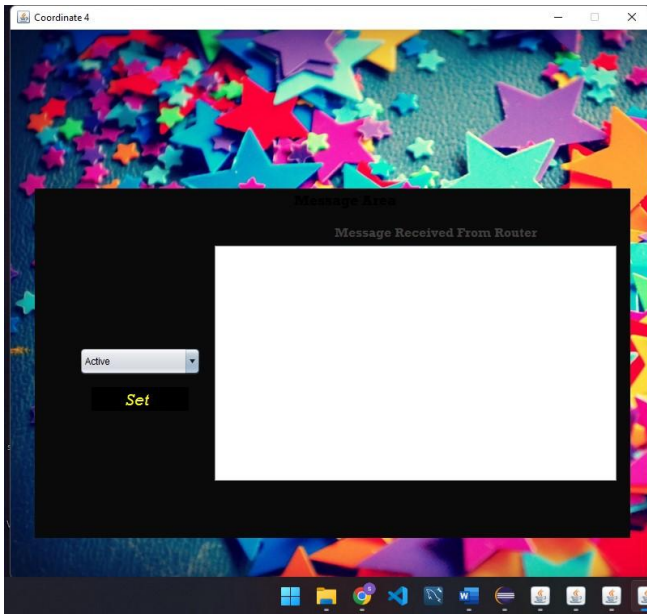 Coordinate 4
Message Area
Message Received From Router
Active
Set